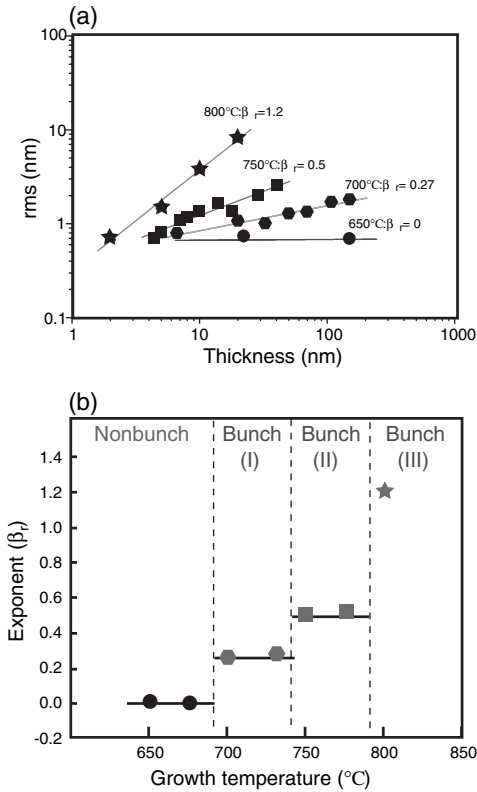 (a)
100
10
1
0.1
rms (nm)
800°C:β r=1.2
750°C:β r = 0.5
700°C:β r= 0.27
650°C:β r= 0
1 10 100 1000
Thickness (nm)
(b)
Nonbunch Bunch Bunch Bunch
(I) (II) (III)
1.4
1.2
1.0
0.8
0.6
0.4
0.2
0.0
-0.2
Exponent (βr)
650 700 750 800 850
Growth temperature (°C)